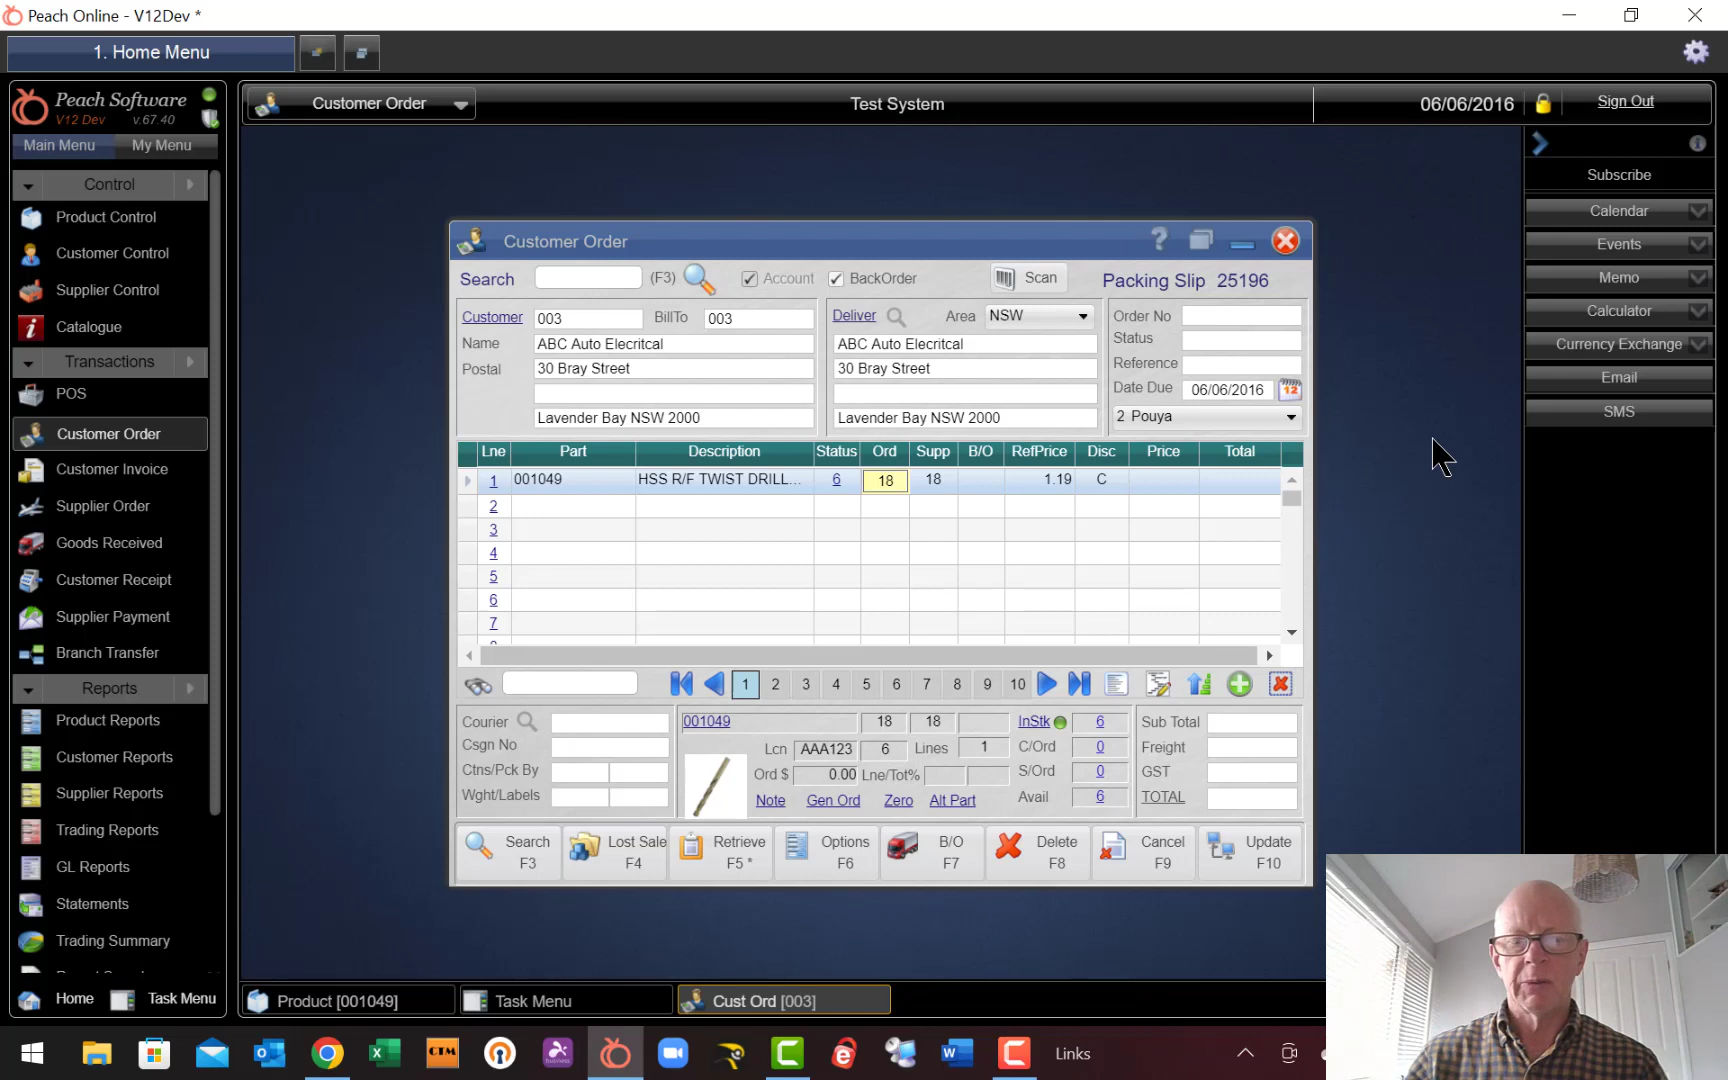 Peach Online - V12Dev *
1. Home Menu
Peach Software
V12 Dev v.67.40
Main Menu My Menu
Control
Product Control
Customer Control
Supplier Control
Catalogue
Transactions
POS
Customer Order
Customer Invoice
Supplier Order
Goods Received
Customer Receipt
Supplier Payment
Branch Transfer
Reports
Product Reports
Customer Reports
Supplier Reports
Trading Reports
GL Reports
Statements
Trading Summary
Home Task Menu
Customer Order
Test System
06/06/2016
Sign Out
Subscribe
Calendar
Events
Memo
Calculator
Currency Exchange
Email
SMS
Customer Order
Search (F3) Account BackOrder Scan Packing Slip 25196
Customer 003 BillTo 003
Name ABC Auto Elecritcal
Postal 30 Bray Street
Lavender Bay NSW 2000
Deliver Area NSW
ABC Auto Elecritcal
30 Bray Street
Lavender Bay NSW 2000
Order No
Status
Reference
Date Due 06/06/2016 12
2 Pouya
Lne Part Description Status Ord Supp B/O RefPrice Disc Price Total
1 001049 HSS R/F TWIST DRILL... 6 18 18 1.19 C
2
3
4
5
6
7
1 2 3 4 5 6 7 8 9 10
Courier
Csgn No
Ctns/Pck By
Wght/Labels
001049 18 18
Lcn AAA123 6 Lines 1
Ord $ 0.00 Lne/Tot%
Note Gen Ord Zero Alt Part
InStk 6
C/Ord 0
S/Ord 0
Avail 6
Sub Total
Freight
GST
TOTAL
Search F3
Lost Sale F4
Retrieve F5 *
Options F6
B/O F7
Delete F8
Cancel F9
Update F10
Product [001049]
Task Menu
Cust Ord [003]
CTM
Links